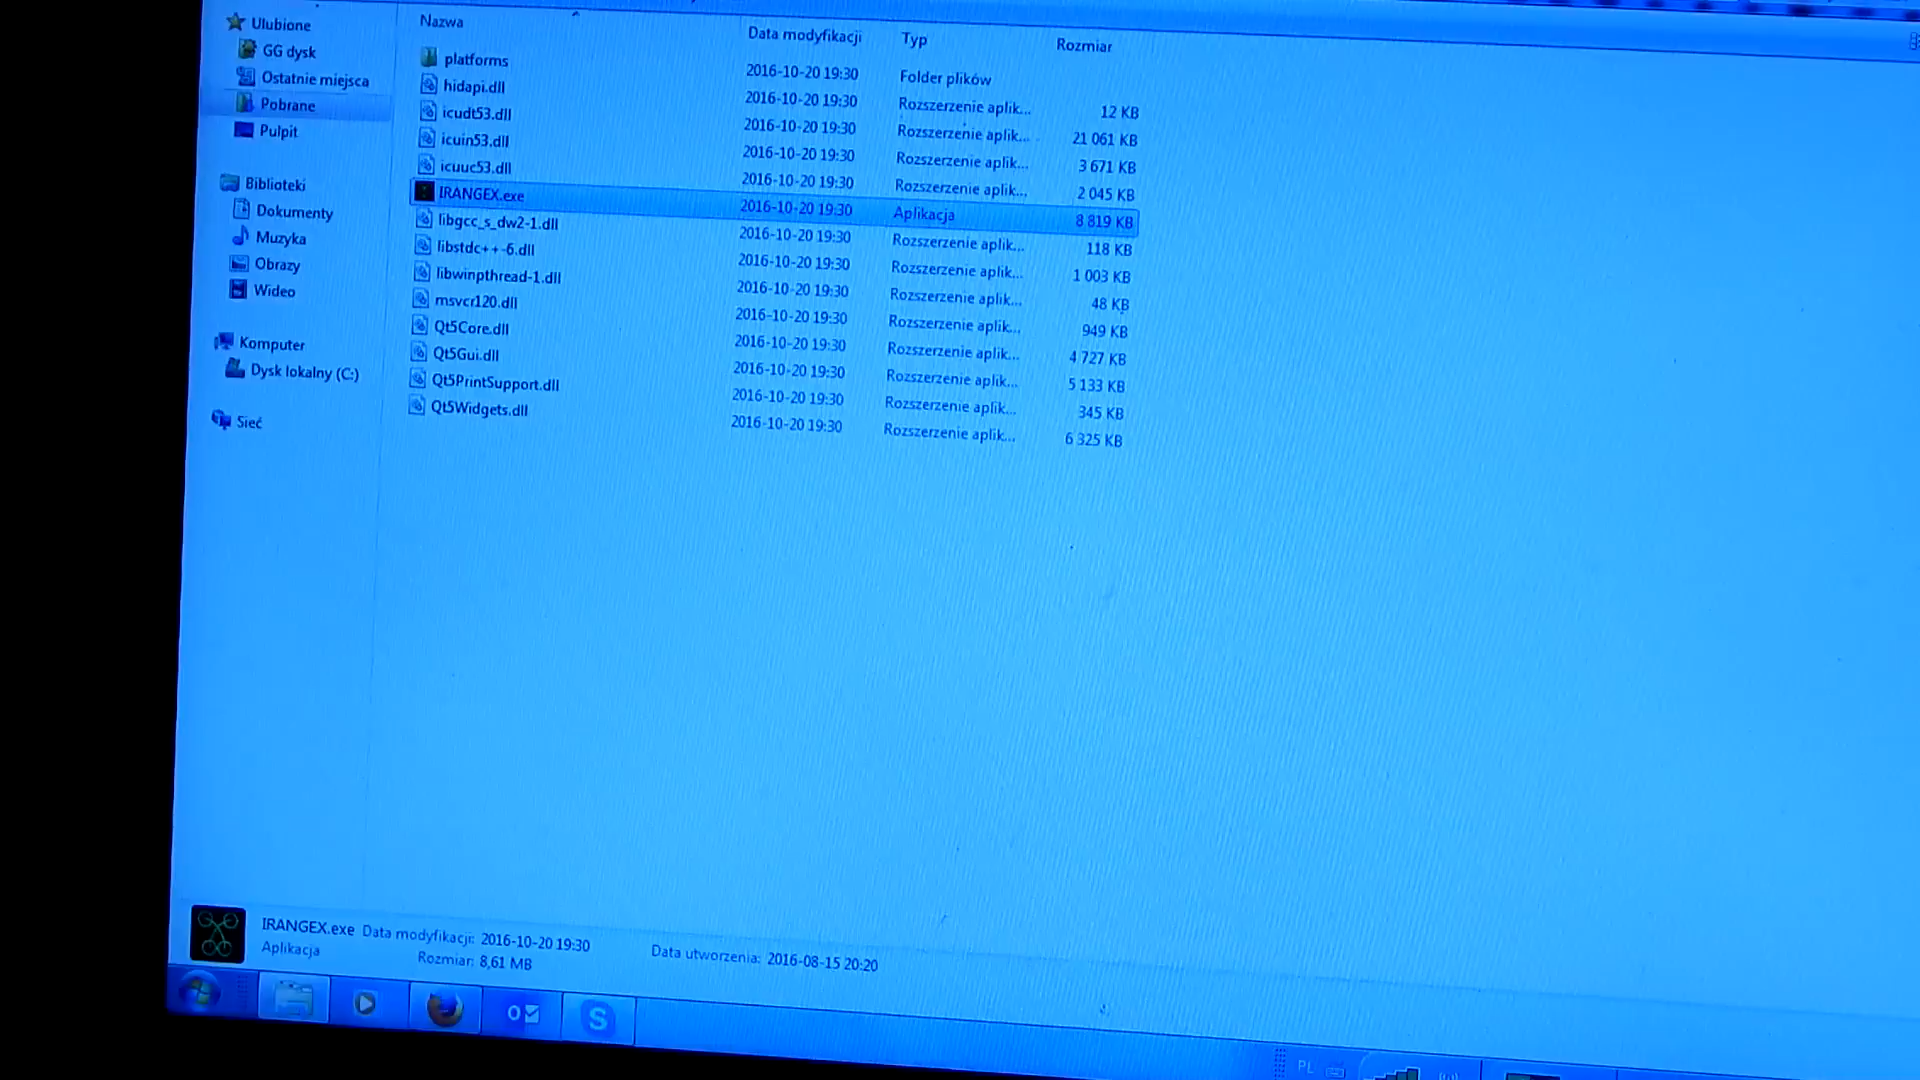 Ulubione
GG dysk
Ostatnie miejsca
Pobrane
Pulpit
Biblioteki
Dokumenty
Muzyka
Obrazy
Wideo
Komputer
Dysk lokalny (C:)
Sieć
Nazwa Data modyfikacji Typ Rozmiar
platforms 2016-10-20 19:30 Folder plików
hidapi.dll 2016-10-20 19:30 Rozszerzenie aplik... 12 KB
icudt53.dll 2016-10-20 19:30 Rozszerzenie aplik... 21 061 KB
icuin53.dll 2016-10-20 19:30 Rozszerzenie aplik... 3 671 KB
icuuc53.dll 2016-10-20 19:30 Rozszerzenie aplik... 2 045 KB
IRANGEX.exe 2016-10-20 19:30 Aplikacja 8 819 KB
libgcc_s_dw2-1.dll 2016-10-20 19:30 Rozszerzenie aplik... 118 KB
libstdc++-6.dll 2016-10-20 19:30 Rozszerzenie aplik... 1 003 KB
libwinpthread-1.dll 2016-10-20 19:30 Rozszerzenie aplik... 48 KB
msvcr120.dll 2016-10-20 19:30 Rozszerzenie aplik... 949 KB
Qt5Core.dll 2016-10-20 19:30 Rozszerzenie aplik... 4 727 KB
Qt5Gui.dll 2016-10-20 19:30 Rozszerzenie aplik... 5 133 KB
Qt5PrintSupport.dll 2016-10-20 19:30 Rozszerzenie aplik... 345 KB
Qt5Widgets.dll 2016-10-20 19:30 Rozszerzenie aplik... 6 325 KB
IRANGEX.exe Data modyfikacji: 2016-10-20 19:30 Data utworzenia: 2016-08-15 20:20
Aplikacja Rozmiar: 8,61 MB
PL